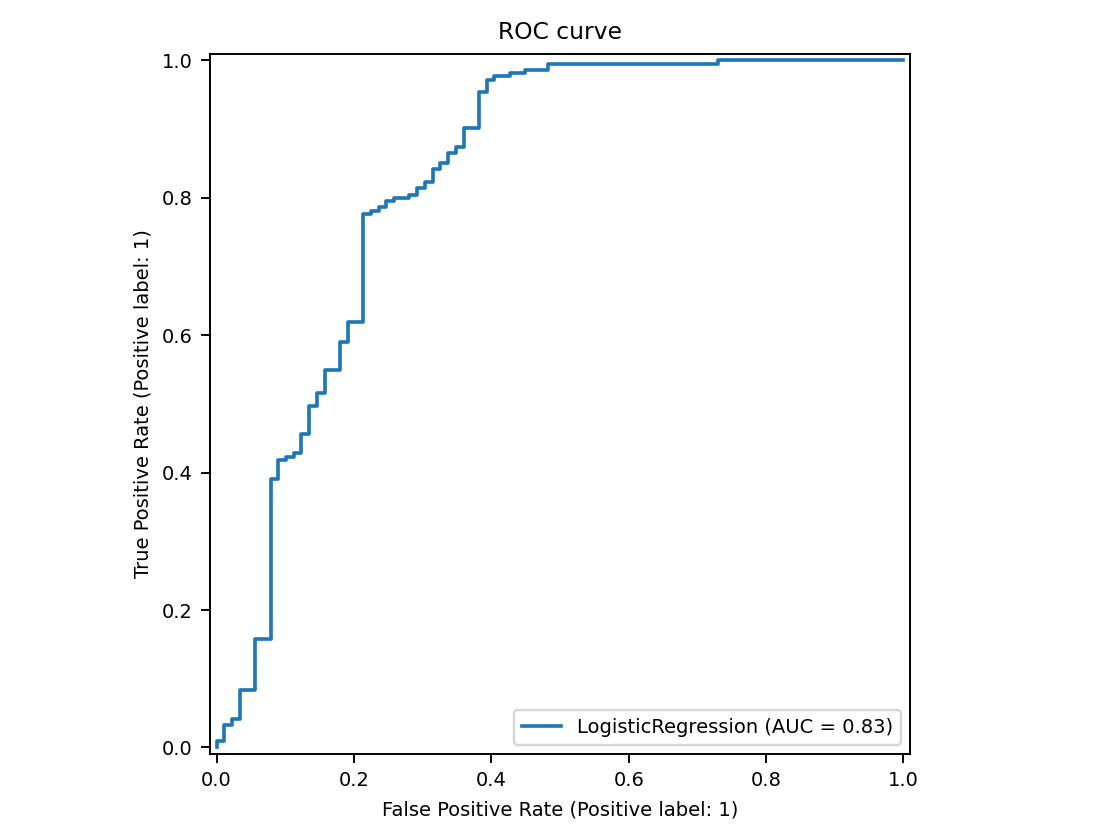 ROC curve
True Positive Rate (Positive label: 1)
1.0
0.8
0.6
0.4
0.2
0.0
LogisticRegression (AUC = 0.83)
0.0 0.2 0.4 0.6 0.8 1.0
False Positive Rate (Positive label: 1)